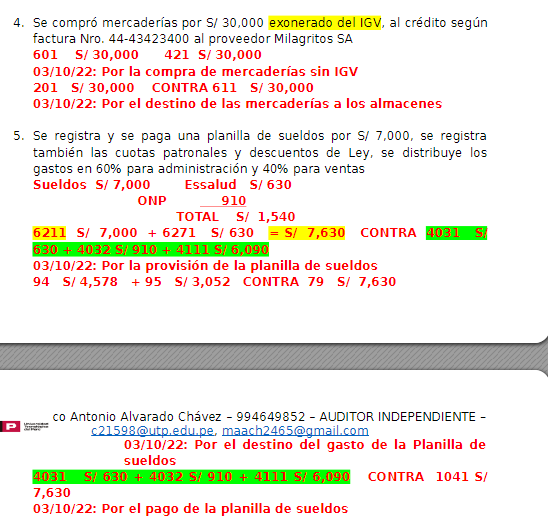 4. Se compró mercaderías por S/ 30,000 exonerado del IGV, al crédito según
factura Nro. 44-43423400 al proveedor Milagritos SA
601 S/ 30,000 421 S/ 30,000
03/10/22: Por la compra de mercaderías sin IGV
201 S/ 30,000 CONTRA 611 S/ 30,000
03/10/22: Por el destino de las mercaderías a los almacenes
5. Se registra y se paga una planilla de sueldos por S/ 7,000, se registra
también las cuotas patronales y descuentos de Ley, se distribuye los
gastos en 60% para administración y 40% para ventas
Sueldos S/ 7,000 Essalud S/ 630
ONP 910
TOTAL S/ 1,540
6211 S/ 7,000 + 6271 S/ 630 = S/ 7,630 CONTRA 4031 S/
630 + 4032 S/ 910 + 4111 S/ 6,090
03/10/22: Por la provisión de la planilla de sueldos
94 S/ 4,578 + 95 S/ 3,052 CONTRA 79 S/ 7,630
co Antonio Alvarado Chávez – 994649852 – AUDITOR INDEPENDIENTE –
c21598@utp.edu.pe, maach2465@gmail.com
03/10/22: Por el destino del gasto de la Planilla de
sueldos
4031 S/ 630 + 4032 S/ 910 + 4111 S/ 6,090 CONTRA 1041 S/
7,630
03/10/22: Por el pago de la planilla de sueldos